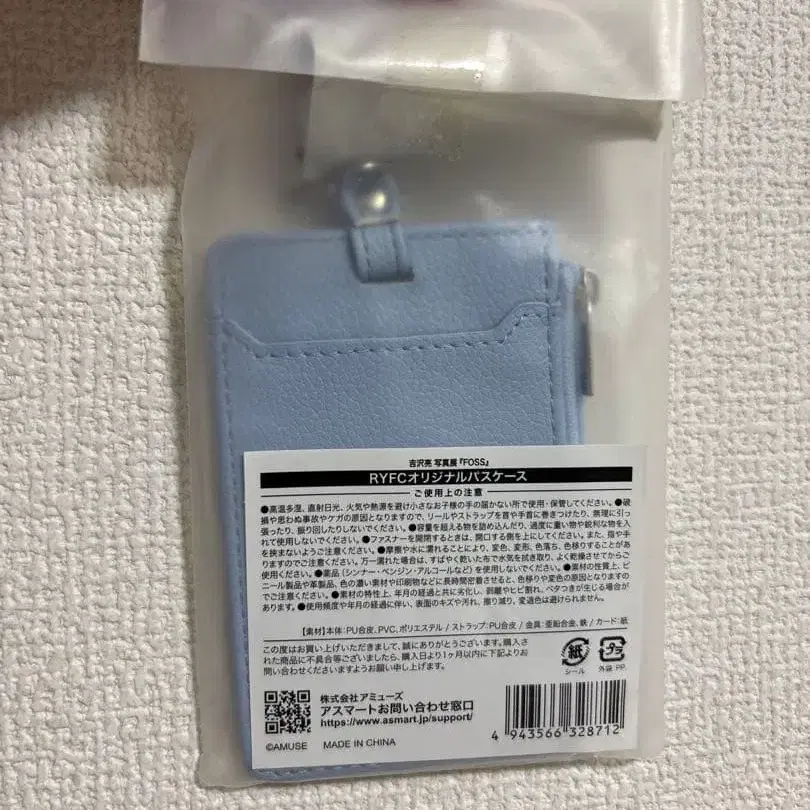 吉沢亮 写真展『FOSS』
RYFCオリジナルパスケース
ご使用上の注意
●高温多湿、直射日光、火気や熱源を避け小さなお子様の手の届かない所で使用・保管してください。●破
損や思わぬ事故やケガの原因となりますので、リールやストラップを首や手首に巻きつけたり、無理に引っ
張ったり、振り回したりしないでください。●容量を超える物を詰め込んだり、過度に重い物や鋭利な物を入
れて使用しないでください。●ファスナーを開閉するときは、開口する側を上にしてください。また、指や手
を挟まないようご注意ください。●摩擦や水に濡れることにより、変色、変形、色落ち、色移りすることがあ
りますのでご注意ください。万一濡れた場合は、すばやく乾いた布で水気を拭き取り、よく乾燥させてからご
使用ください。●薬品（シンナー・ベンジン・アルコールなど）を使用しないでください。●素材の性質上、ビ
ニール製品や革製品、色の濃い素材や印刷物などに長時間密着させると、色移りや変色の原因となりますの
でご注意ください。●素材の特性上、年月の経過と共に劣化し、剥離やヒビ割れ、ベタつきが生じる場合が
あります。●使用頻度や年月の経過に伴い、表面のキズや汚れ、擦り減り、変退色は避けられません。
【素材】本体：PU合皮、PVC、ポリエステル / ストラップ：PU合皮 / 金具：亜鉛合金、鉄 / カード：紙
この度はお買い上げいただきまして、誠にありがとうございます。購入され
た商品に不具合等ございましたら、購入日より1ヶ月以内に下記よりお
問い合わせくださいますようお願い申し上げます。
紙
シール
プラ
外袋：PP
株式会社アミューズ
アスマートお問い合わせ窓口
https://www.asmart.jp/support/
©AMUSE MADE IN CHINA
4 943566 328712